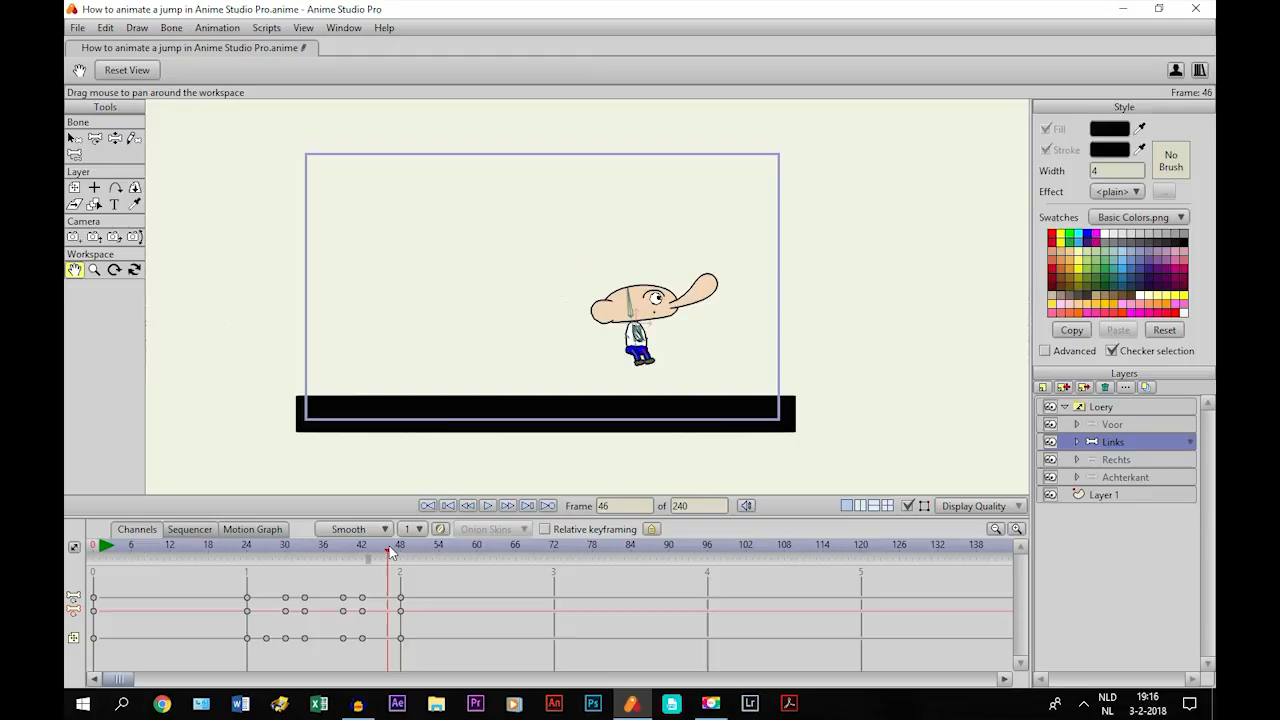 How to animate a jump in Anime Studio Pro.anime - Anime Studio Pro
File Edit Draw Bone Animation Scripts View Window Help
How to animate a jump in Anime Studio Pro.anime
Reset View
Drag mouse to pan around the workspace
Frame: 46
Tools
Bone
Layer
T
Camera
Workspace
Style
Fill
Stroke
No Brush
Width 4
Effect <plain>
...
Swatches Basic Colors.png
Copy Paste Reset
Advanced Checker selection
Layers
...
Loery
Voor
Links
Rechts
Achterkant
Layer 1
Frame 46 of 240
Display Quality
Channels Sequencer Motion Graph Smooth 1 Onion Skins Relative keyframing
0 6 12 18 24 30 36 42 48 54 60 66 72 78 84 90 96 102 108 114 120 126 132 138
0 1 2 3 4 5
Ae Pr An Ps Lr
NLD
NL
19:16
3-2-2018